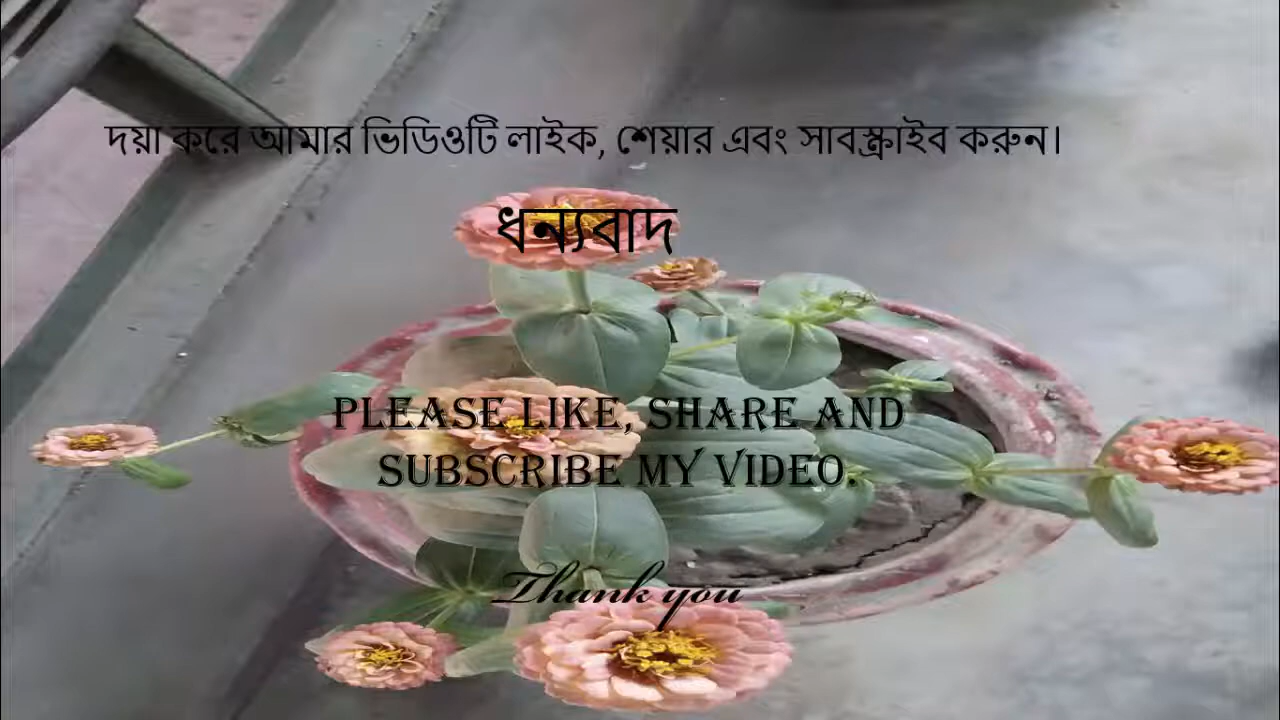 দয়া করে আমার ভিডিওটি লাইক, শেয়ার এবং সাবস্ক্রাইব করুন।
ধন্যবাদ
PLEASE LIKE, SHARE AND
SUBSCRIBE MY VIDEO.
Thank you